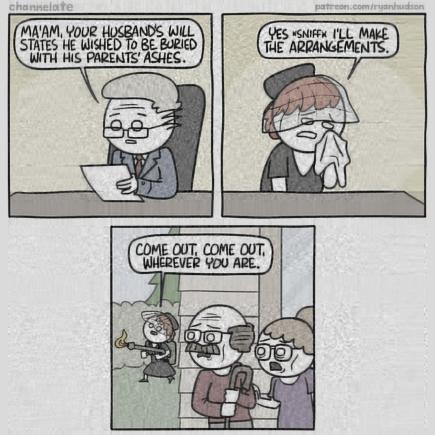 channelate
patreon.com/ryanhudson
MA'AM, YOUR HUSBAND'S WILL
STATES HE WISHED TO BE BURIED
WITH HIS PARENTS' ASHES.
YES *SNIFF* I'LL MAKE
THE ARRANGEMENTS.
COME OUT, COME OUT,
WHEREVER YOU ARE.